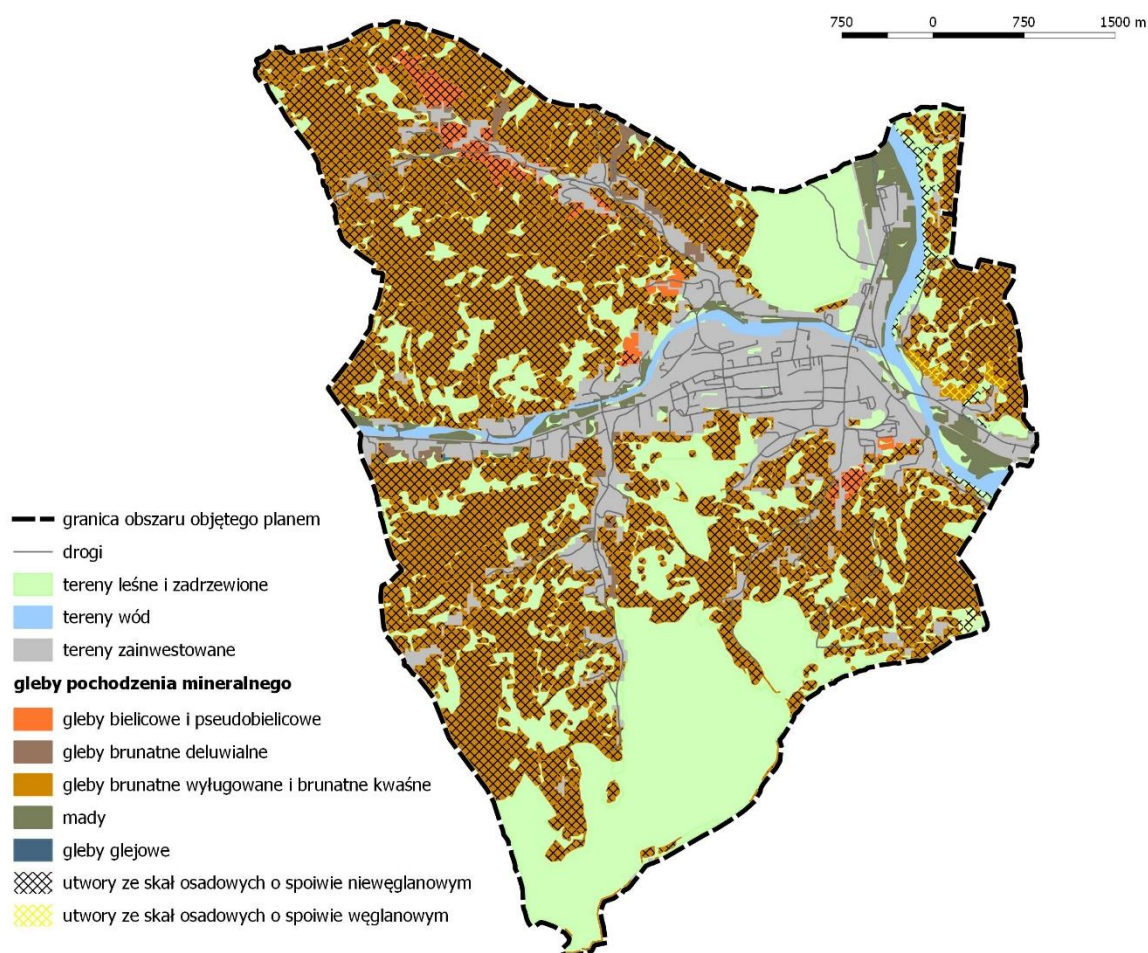 750 0 750 1500 m
granica obszaru objętego planem
drogi
tereny leśne i zadrzewione
tereny wód
tereny zainwestowane
gleby pochodzenia mineralnego
gleby bielicowe i pseudobielicowe
gleby brunatne deluwialne
gleby brunatne wyługowane i brunatne kwaśne
mady
gleby glejowe
utwory ze skał osadowych o spoiwie niewęglanowym
utwory ze skał osadowych o spoiwie węglanowym